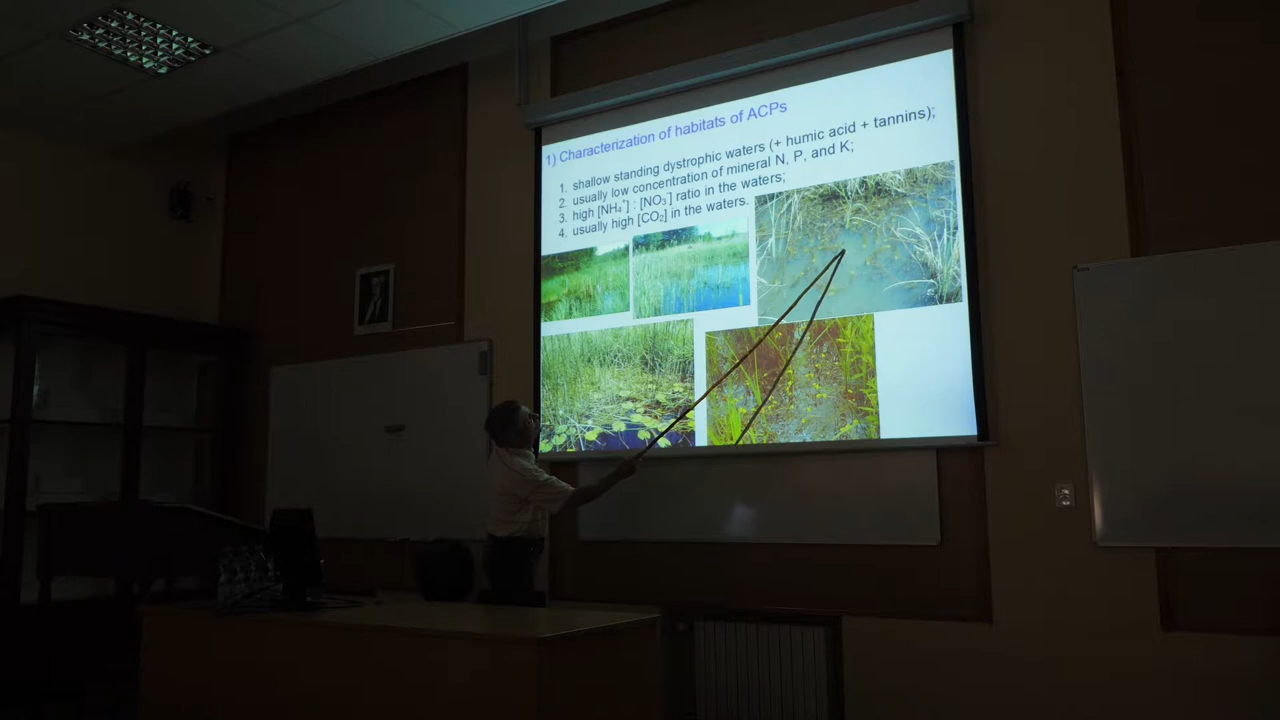 1) Characterization of habitats of ACPs
1. shallow standing dystrophic waters (+ humic acid + tannins);
2. usually low concentration of mineral N, P, and K;
3. high [NH₄⁺] : [NO₃⁻] ratio in the waters;
4. usually high [CO₂] in the waters.